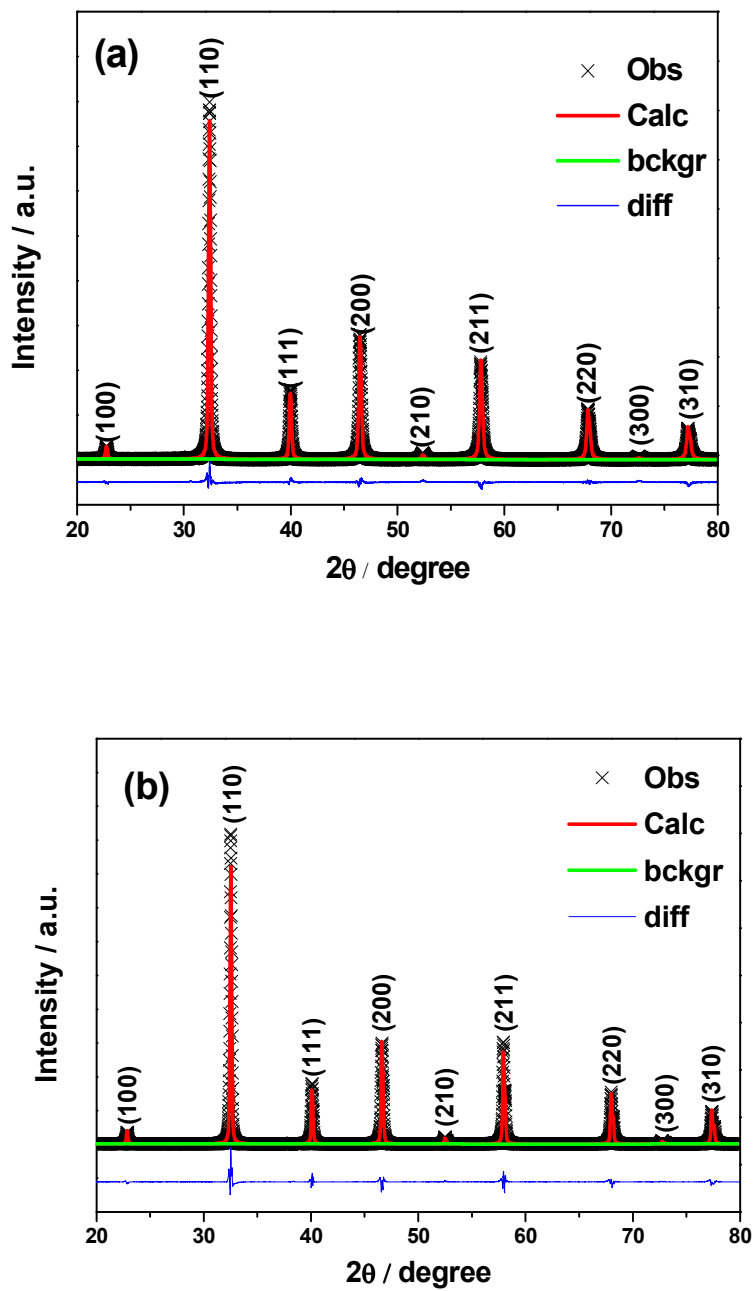 (a)
Obs
Calc
bckgr
diff
(100)
(110)
(111)
(200)
(210)
(211)
(220)
(300)
(310)
Intensity / a.u.
20 30 40 50 60 70 80
2θ / degree
(b)
Obs
Calc
bckgr
diff
(100)
(110)
(111)
(200)
(210)
(211)
(220)
(300)
(310)
Intensity / a.u.
20 30 40 50 60 70 80
2θ / degree